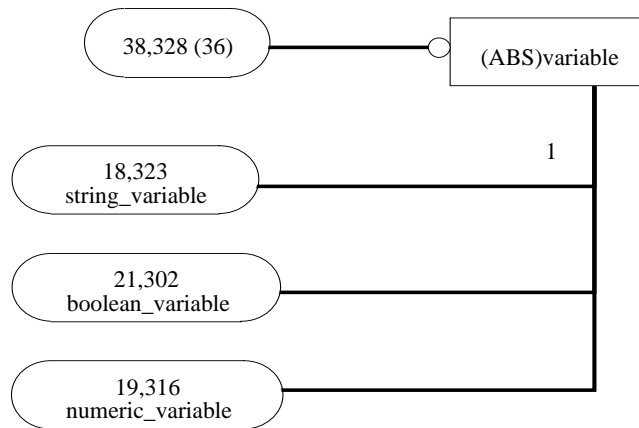 38,328 (36)
(ABS)variable
1
18,323
string_variable
21,302
boolean_variable
19,316
numeric_variable